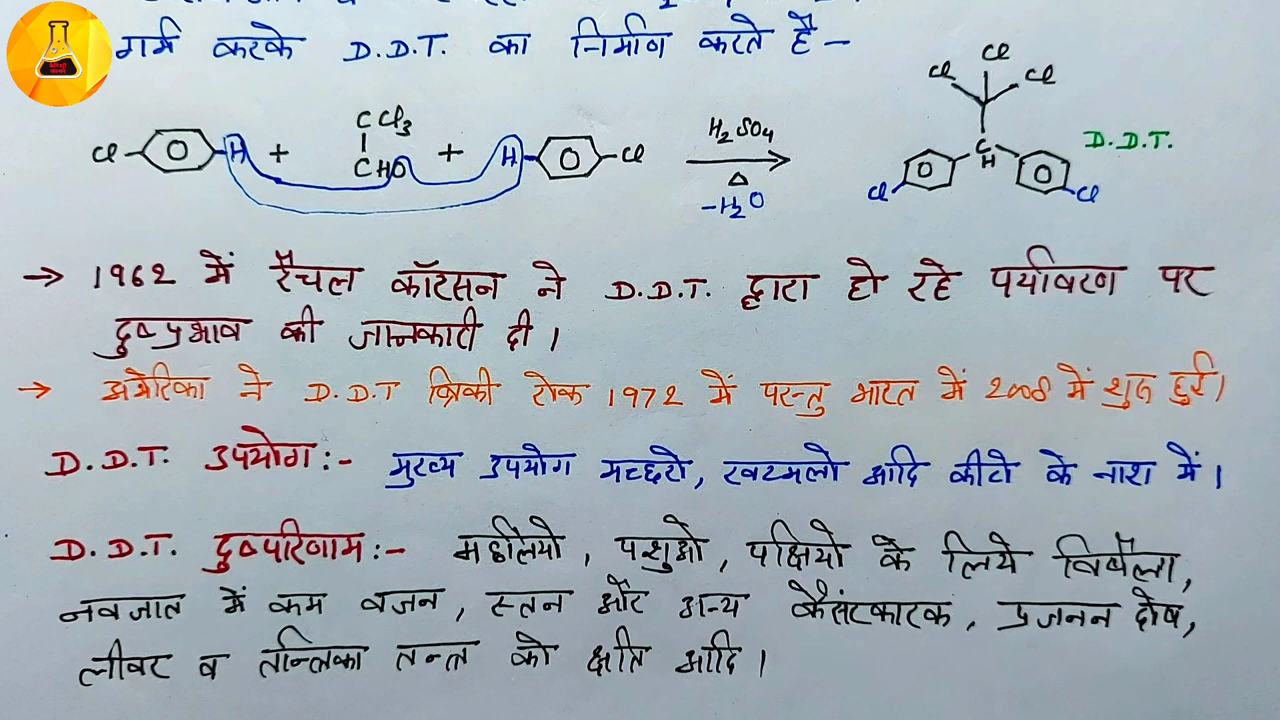 गर्म करके D.D.T. का निर्माण करते है -
Cl H + CCl3 CHO + H Cl H2SO4 Δ -H2O Cl Cl Cl C H Cl Cl D.D.T.
→ 1962 में रैचल कॉरसन ने D.D.T. द्वारा हो रहे पर्यावरण पर
दुष्प्रभाव की जानकारी दी।
→ अमेरिका ने D.D.T बिक्री रोक 1972 में परन्तु भारत में 2008 में शुरू हुई।
D.D.T. उपयोग:- मुख्य उपयोग मच्छरो, खटमलो आदि कीटो के नाश में।
D.D.T. दुष्परिणाम:- मछलियो, पशुओ, पक्षियो के लिये विषैला,
नवजात में कम वजन, स्तन और अन्य कैंसरकारक, प्रजनन दोष,
लीवर व तन्त्रिका तन्त्र को क्षति आदि।